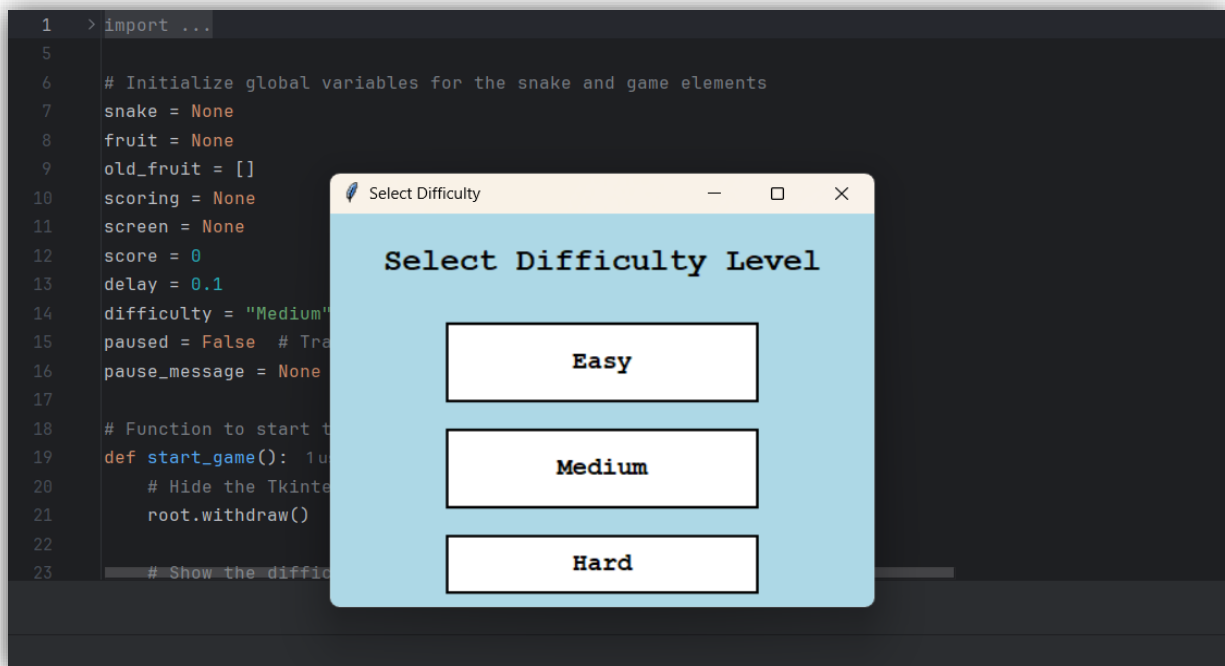 1 > import ...
5
6 # Initialize global variables for the snake and game elements
7 snake = None
8 fruit = None
9 old_fruit = []
10 scoring = None
11 screen = None
12 score = 0
13 delay = 0.1
14 difficulty = "Medium"
15 paused = False # Tra
16 pause_message = None
17
18 # Function to start t
19 def start_game(): 1 u
20 # Hide the Tkinte
21 root.withdraw()
22
23 # Show the diffic
Select Difficulty
Select Difficulty Level
Easy
Medium
Hard